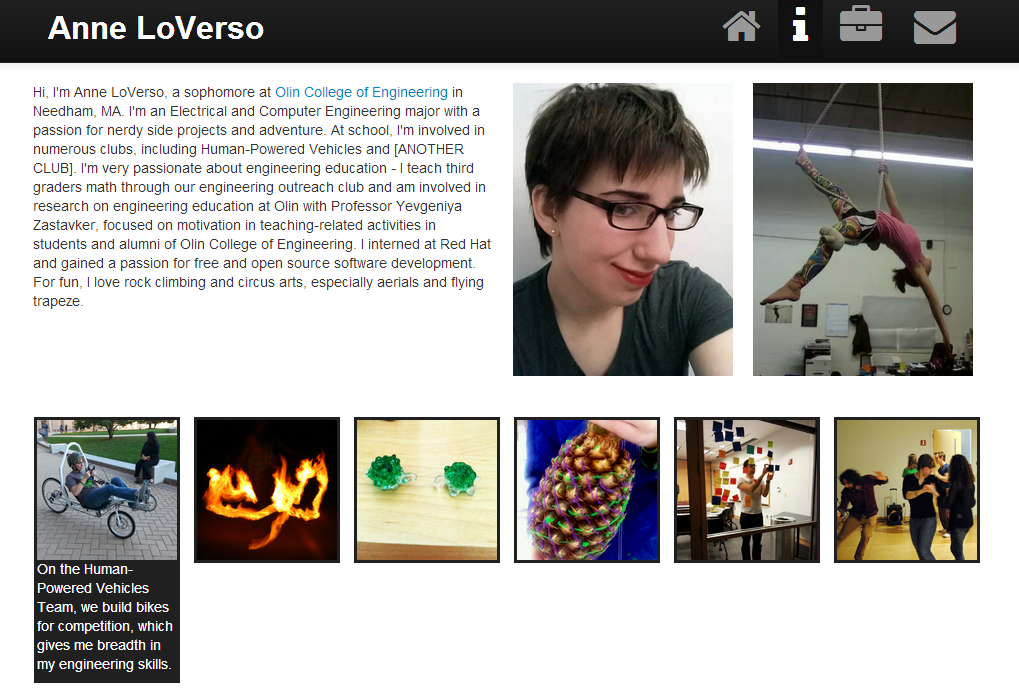 Anne LoVerso
Hi, I'm Anne LoVerso, a sophomore at Olin College of Engineering in
Needham, MA. I'm an Electrical and Computer Engineering major with a
passion for nerdy side projects and adventure. At school, I'm involved in
numerous clubs, including Human-Powered Vehicles and [ANOTHER
CLUB]. I'm very passionate about engineering education - I teach third
graders math through our engineering outreach club and am involved in
research on engineering education at Olin with Professor Yevgeniya
Zastavker, focused on motivation in teaching-related activities in
students and alumni of Olin College of Engineering. I interned at Red Hat
and gained a passion for free and open source software development.
For fun, I love rock climbing and circus arts, especially aerials and flying
trapeze.
On the Human-
Powered Vehicles
Team, we build bikes
for competition, which
gives me breadth in
my engineering skills.